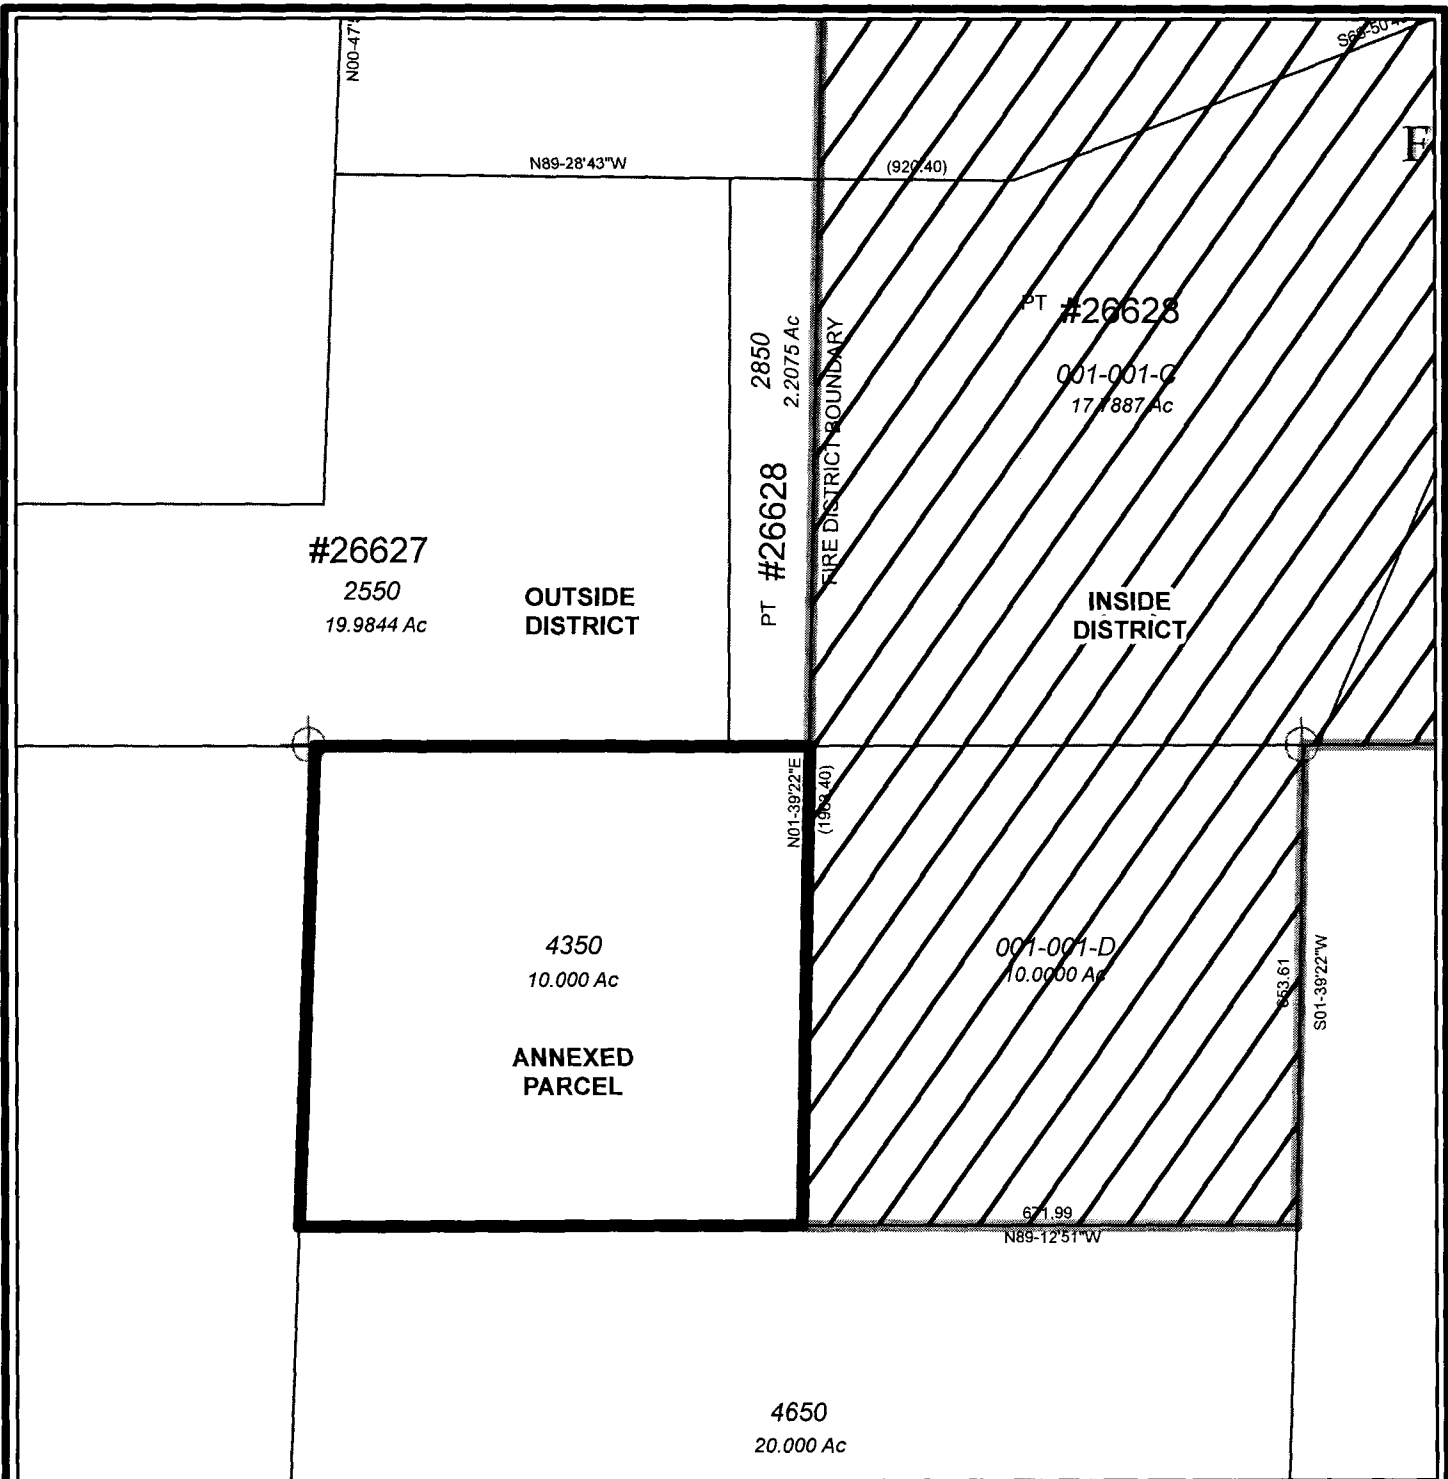 N00-47'
N89-28'43"W
(920.40)
F
PT #26628
001-001-C
17.7887 Ac
2850
2.2075 Ac
PT #26628
FIRE DISTRICT BOUNDARY
#26627
2550
19.9844 Ac
OUTSIDE
DISTRICT
INSIDE
DISTRICT
N01-39'22"E
4350
10.000 Ac
ANNEXED
PARCEL
001-001-D
10.0000 Ac
653.61
S01-39'22"W
671.99
N89-12'51"W
4650
20.000 Ac